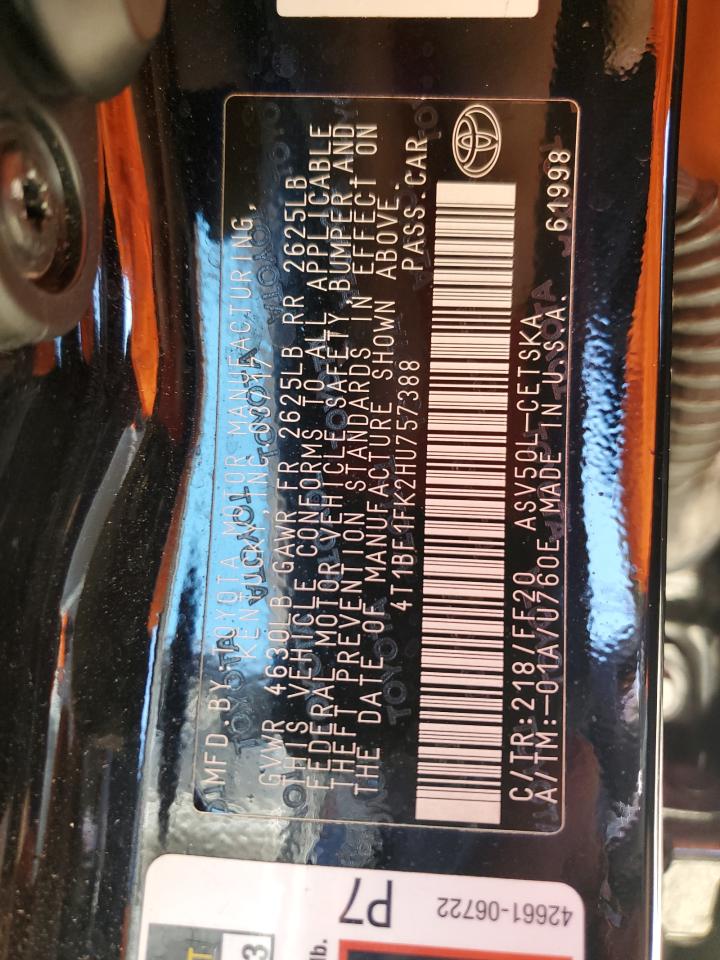 MFD.BY:TOYOTA MOTOR MANUFACTURING,
KENTUCKY,INC. 03/17
GVWR 4630LB GAWR FR 2625LB RR 2625LB
THIS VEHICLE CONFORMS TO ALL APPLICABLE
FEDERAL MOTOR VEHICLE SAFETY, BUMPER AND
THEFT PREVENTION STANDARDS IN EFFECT ON
THE DATE OF MANUFACTURE SHOWN ABOVE.
4T1BF1FK2HU757388 PASS.CAR
C/TR:218/FF20 ASV50L-CETSKA
A/TM:-01A/U760E MADE IN U.S.A. 61998
P7
42661-06722
3
lb.